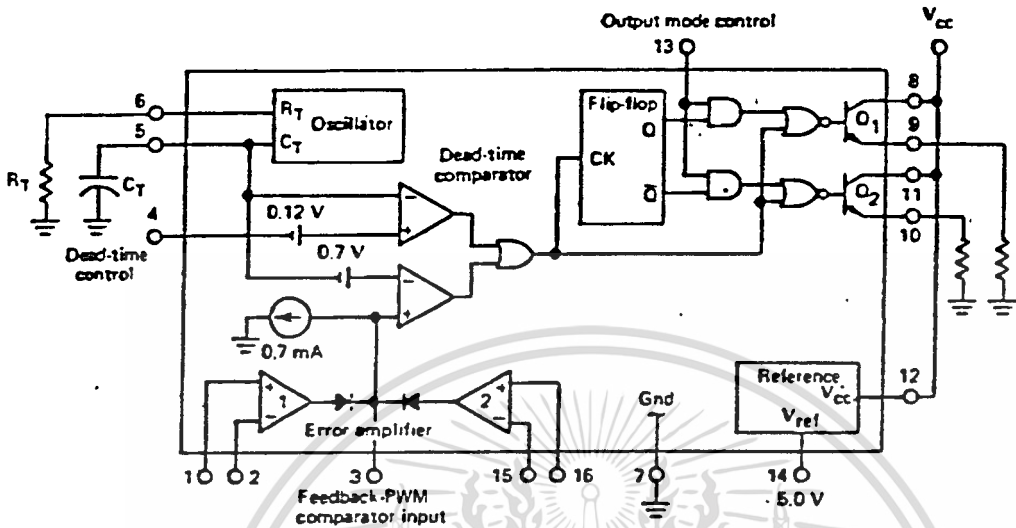 Output mode control
13
Vcc
6
RT
Oscillator
5
CT
RT
CT
4
Dead-time
control
0.12 V
0.7 V
Dead-time
comparator
Flip-flop
Q
CK
Q̅
Q1
Q2
8
9
11
10
0.7 mA
1
2
Error amplifier
Gnd
Reference
Vcc
Vref
12
1
2
3
15
16
7
14
5.0 V
Feedback-PWM
comparator input